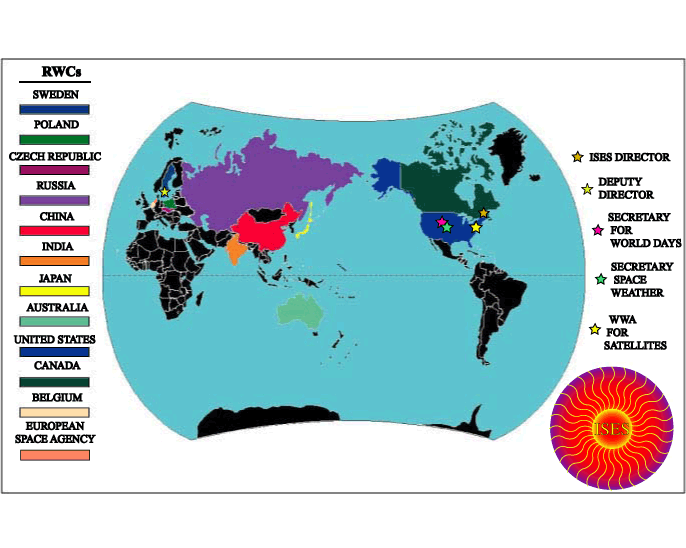 RWCs
SWEDEN
POLAND
CZECH REPUBLIC
RUSSIA
CHINA
INDIA
JAPAN
AUSTRALIA
UNITED STATES
CANADA
BELGIUM
EUROPEAN
SPACE AGENCY
ISES DIRECTOR
DEPUTY
DIRECTOR
SECRETARY
FOR
WORLD DAYS
SECRETARY
SPACE
WEATHER
WWA
FOR
SATELLITES
ISES